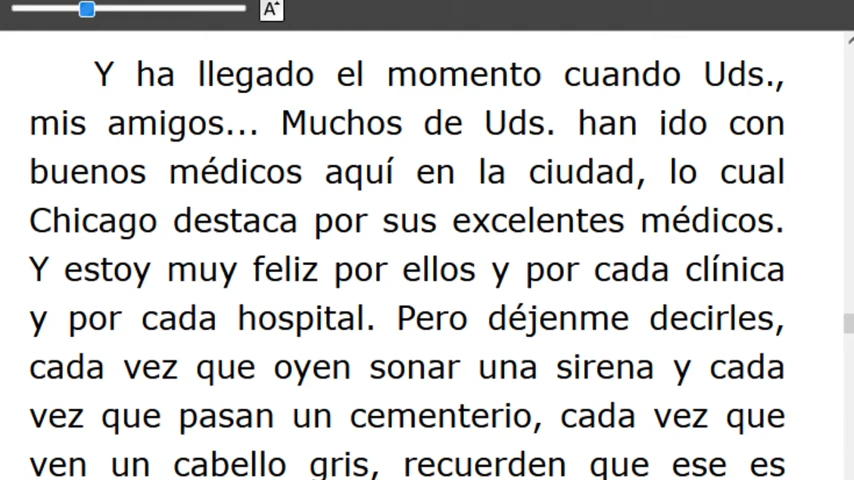 A
Y ha llegado el momento cuando Uds.,
mis amigos… Muchos de Uds. han ido con
buenos médicos aquí en la ciudad, lo cual
Chicago destaca por sus excelentes médicos.
Y estoy muy feliz por ellos y por cada clínica
y por cada hospital. Pero déjenme decirles,
cada vez que oyen sonar una sirena y cada
vez que pasan un cementerio, cada vez que
ven un cabello gris, recuerden que ese es